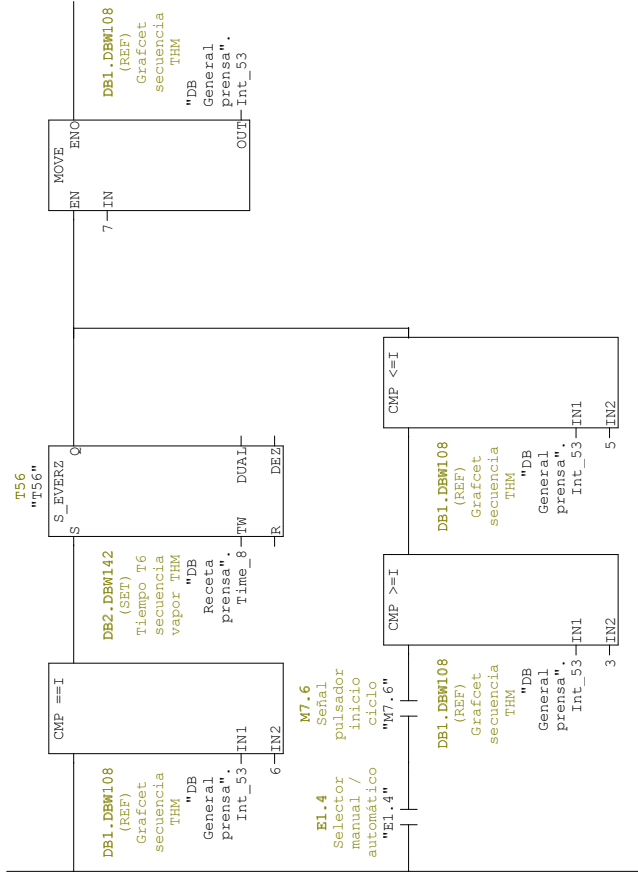 CMP ==I
DB1.DBW108
(REF)
Grafcet
secuencia
THM
"DB
General
prensa".
Int_53
IN1
6
IN2
T56
"T56"
S_EVERZ
S
Q
DB2.DBW142
(SET)
Tiempo T6
secuencia
vapor THM
"DB
Receta
prensa".
Time_8
TW
DUAL
R
DEZ
MOVE
EN
ENO
7
IN
DB1.DBW108
(REF)
Grafcet
secuencia
THM
"DB
General
prensa".
Int_53
OUT
E1.4
Selector
manual /
automático
"E1.4"
M7.6
Señal
pulsador
inicio
ciclo
"M7.6"
CMP >=I
DB1.DBW108
(REF)
Grafcet
secuencia
THM
"DB
General
prensa".
Int_53
IN1
3
IN2
CMP <=I
DB1.DBW108
(REF)
Grafcet
secuencia
THM
"DB
General
prensa".
Int_53
IN1
5
IN2